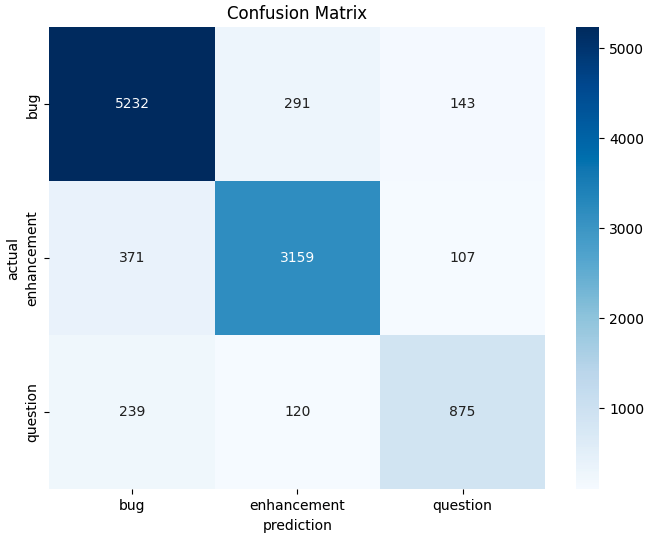 Confusion Matrix
bug
5232
291
143
actual
enhancement
371
3159
107
question
239
120
875
bug
enhancement
question
prediction
5000
4000
3000
2000
1000